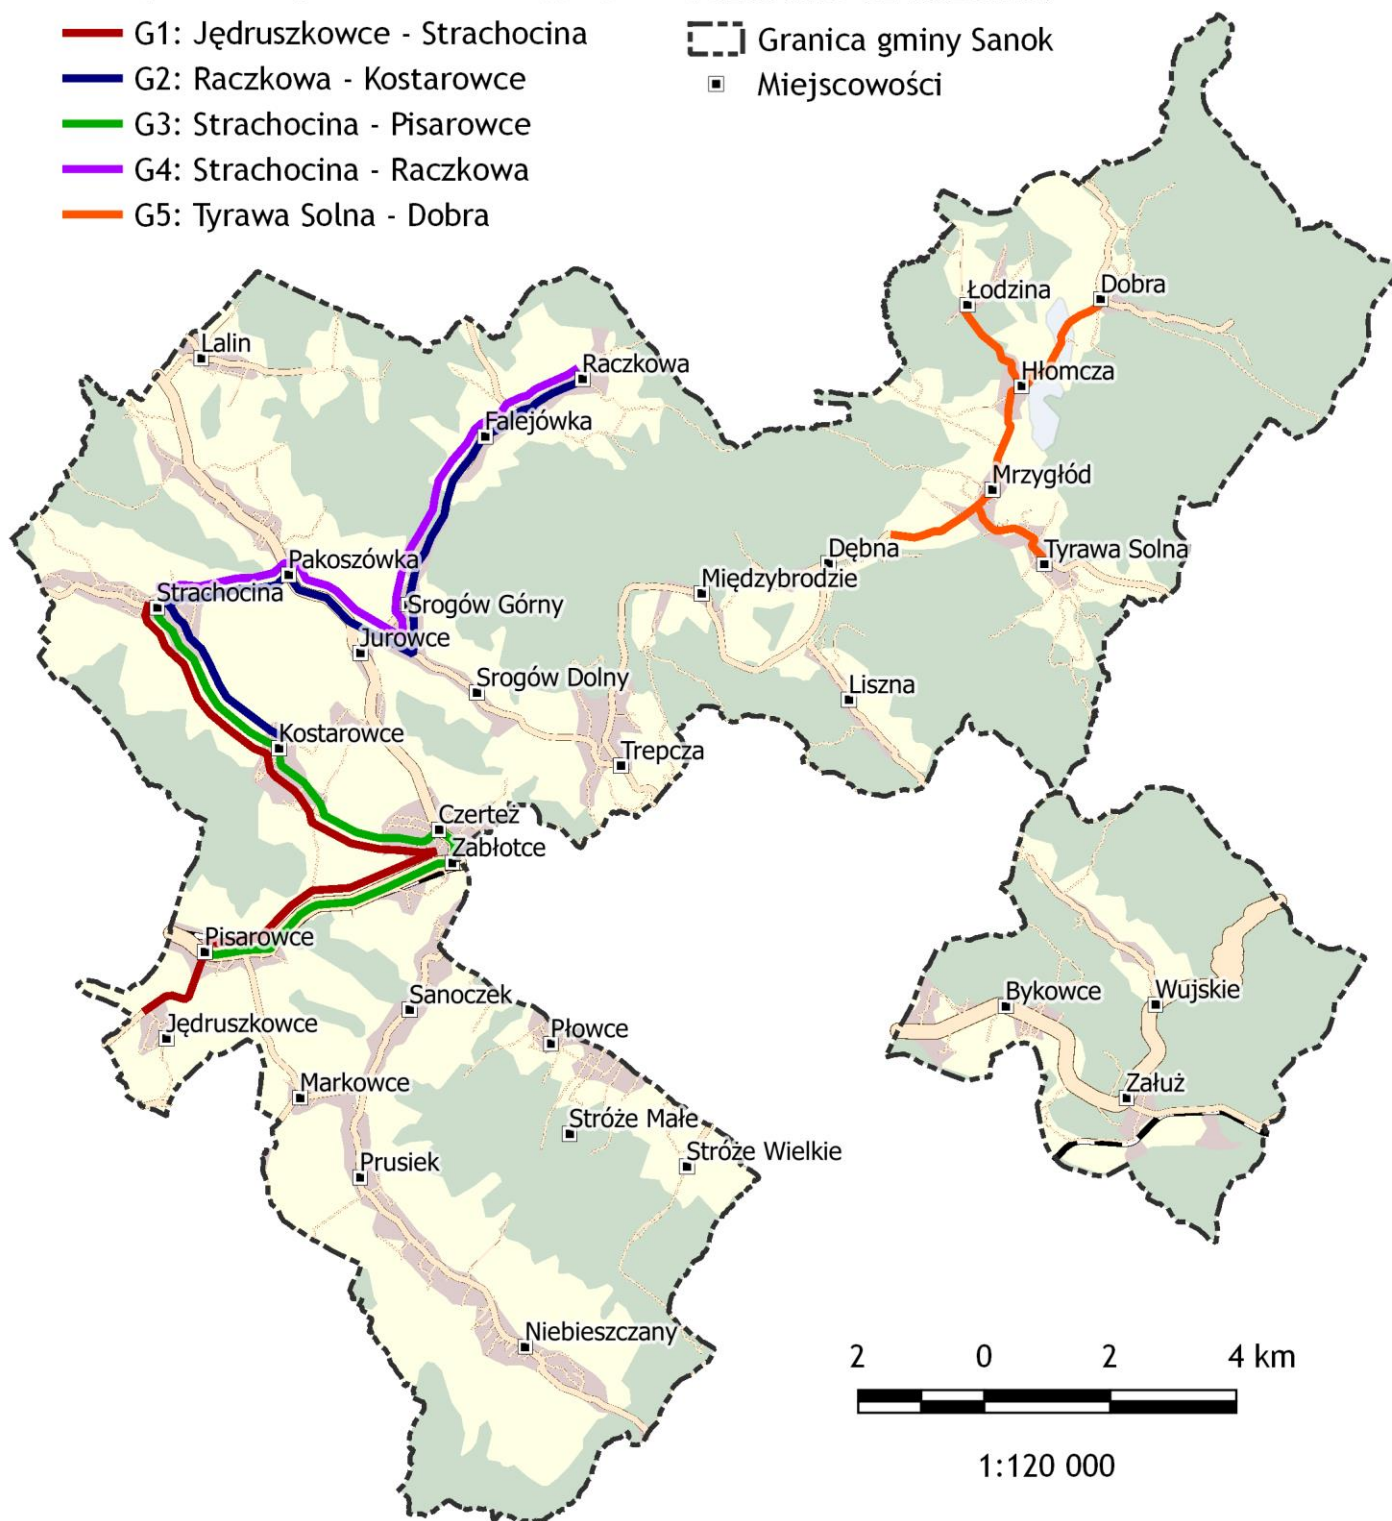 G1: Jędruszkowce - Strachocina
G2: Raczkowa - Kostarowce
G3: Strachocina - Pisarowce
G4: Strachocina - Raczkowa
G5: Tyrawa Solna - Dobra
Granica gminy Sanok
Miejscowości
Łodzina
Dobra
Lalin
Raczkowa
Hłomcza
Falejówka
Mrzygłód
Dębna
Tyrawa Solna
Pakoszówka
Międzybrodzie
Strachocina
Srogów Górny
Jurowce
Srogów Dolny
Liszna
Kostarowce
Trepcza
Czerteż
Zabłotce
Pisarowce
Sanoczek
Bykowce
Wujskie
Jędruszkowce
Płowce
Markowce
Załuż
Stróże Małe
Stróże Wielkie
Prusiek
Niebieszczany
2 0 2 4 km
1:120 000